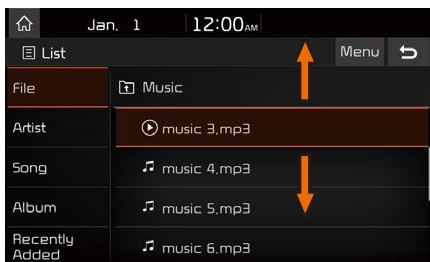 Jan. 1 12:00AM
List Menu
File
Music
Artist
music 3.mp3
Song
music 4.mp3
Album
music 5.mp3
Recently
Added
music 6.mp3